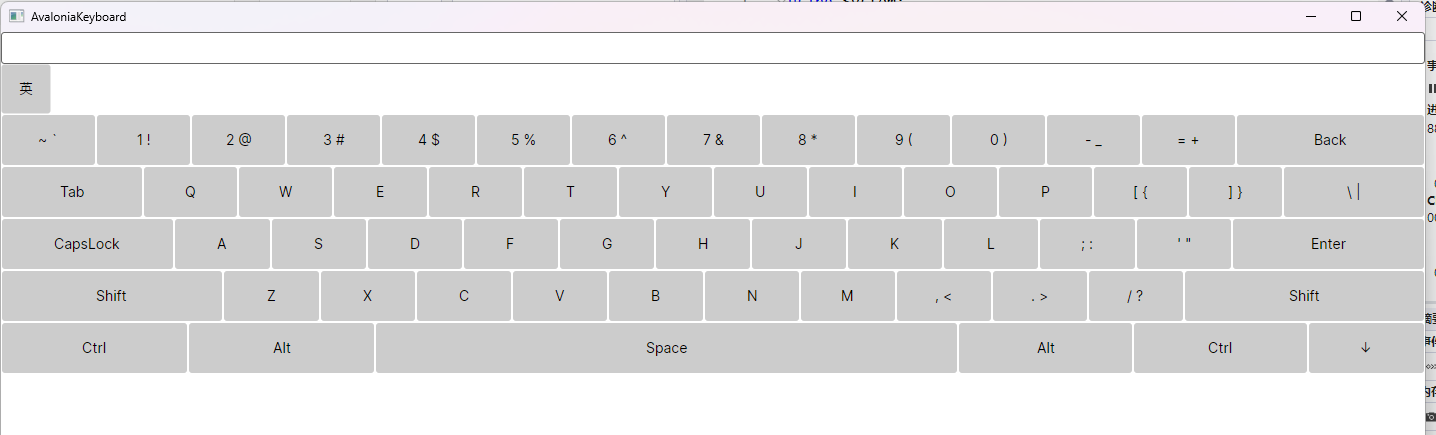 AvaloniaKeyboard
英
~ ` 1 ! 2 @ 3 # 4 $ 5 % 6 ^ 7 & 8 * 9 ( 0 ) - _ = + Back
Tab Q W E R T Y U I O P [ { ] } \ |
CapsLock A S D F G H J K L ; : ' " Enter
Shift Z X C V B N M , < . > / ? Shift
Ctrl Alt Space Alt Ctrl ↓